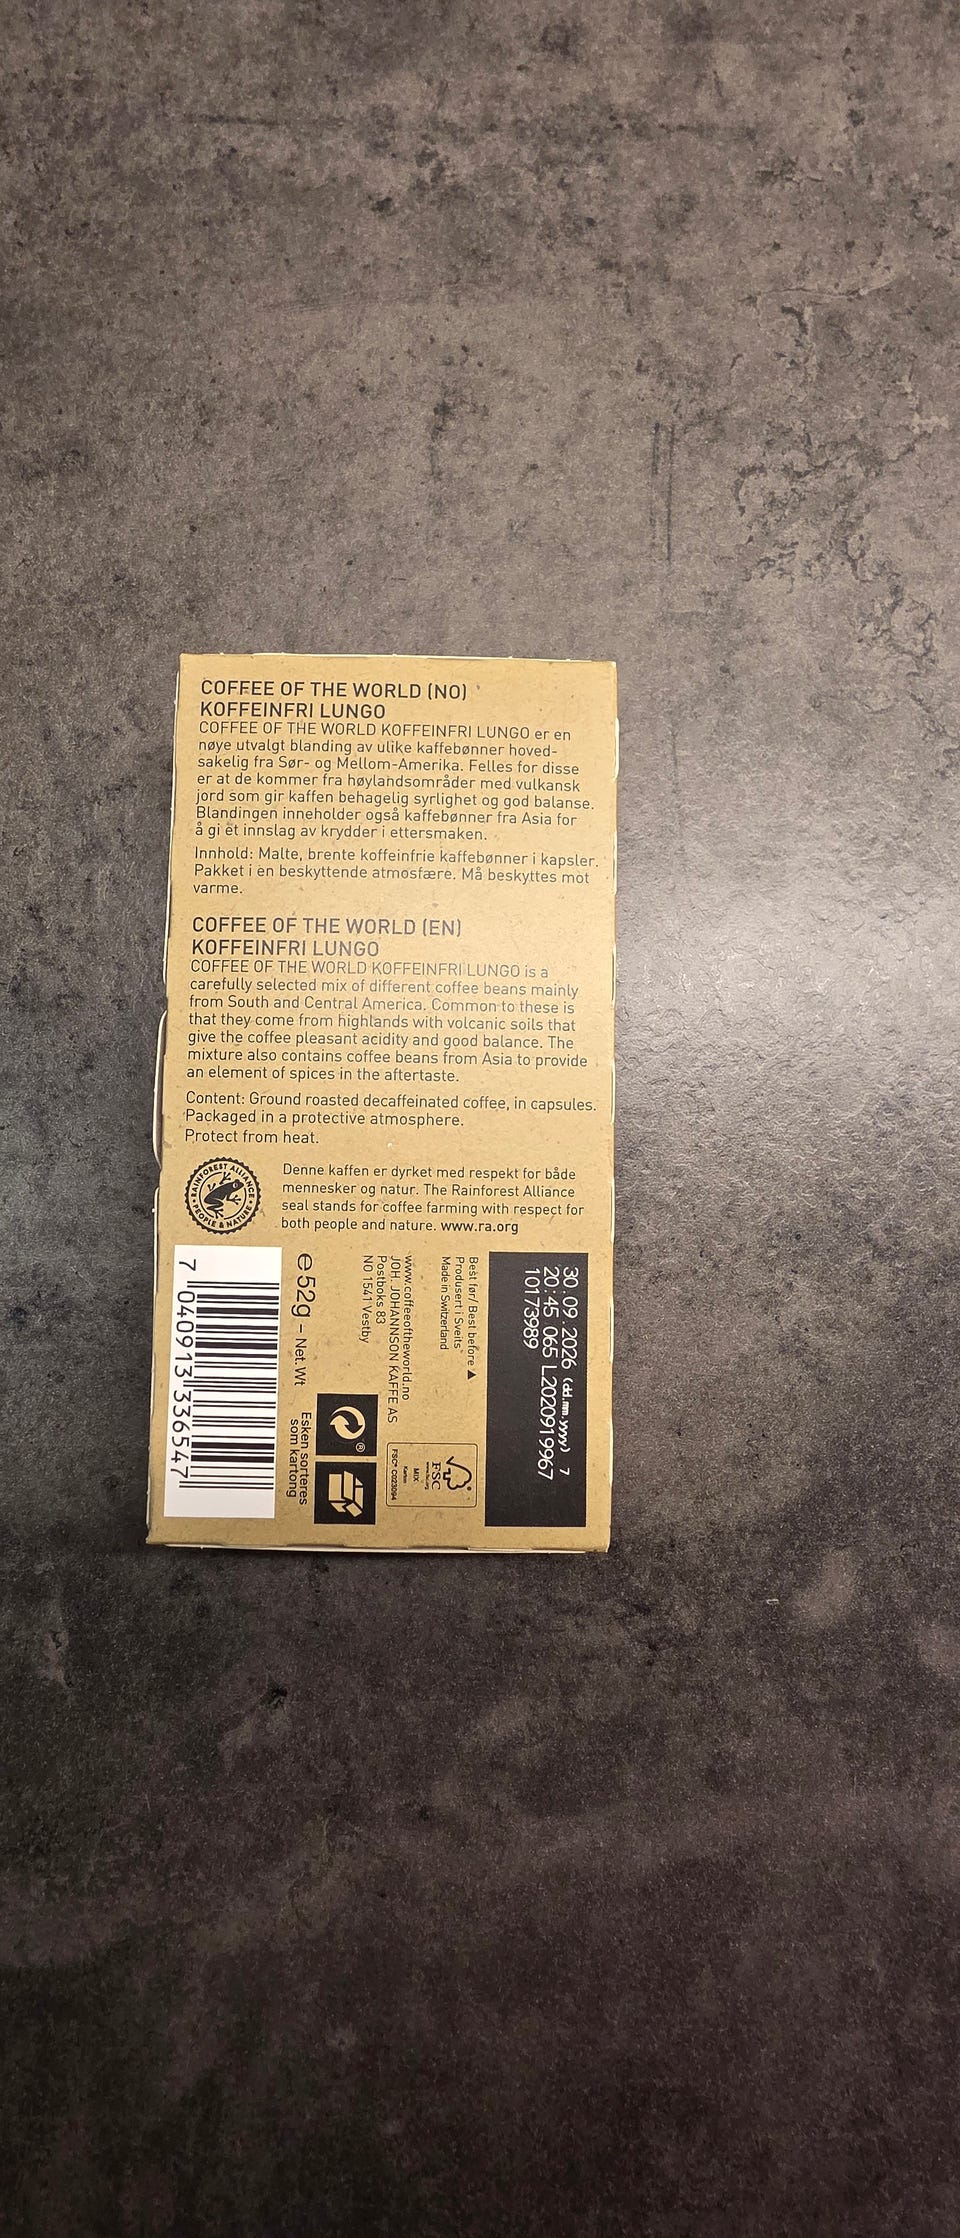 COFFEE OF THE WORLD (NO)
KOFFEINFRI LUNGO
COFFEE OF THE WORLD KOFFEINFRI LUNGO er en
nøye utvalgt blanding av ulike kaffebønner hoved-
sakelig fra Sør- og Mellom-Amerika. Felles for disse
er at de kommer fra høylandsområder med vulkansk
jord som gir kaffen behagelig syrlighet og god balanse.
Blandingen inneholder også kaffebønner fra Asia for
å gi et innslag av krydder i ettersmaken.
Innhold: Malte, brente koffeinfrie kaffebønner i kapsler.
Pakket i en beskyttende atmosfære. Må beskyttes mot
varme.
COFFEE OF THE WORLD (EN)
KOFFEINFRI LUNGO
COFFEE OF THE WORLD KOFFEINFRI LUNGO is a
carefully selected mix of different coffee beans mainly
from South and Central America. Common to these is
that they come from highlands with volcanic soils that
give the coffee pleasant acidity and good balance. The
mixture also contains coffee beans from Asia to provide
an element of spices in the aftertaste.
Content: Ground roasted decaffeinated coffee, in capsules.
Packaged in a protective atmosphere.
Protect from heat.
RAINFOREST ALLIANCE
PEOPLE & NATURE
Denne kaffen er dyrket med respekt for både
mennesker og natur. The Rainforest Alliance
seal stands for coffee farming with respect for
both people and nature. www.ra.org
30.09.2026 (dd.mm.yyyy) 7
20:45 065 L2020919967
10173989
Best før/ Best before ▲
Produsert i Sveits
Made in Switzerland
www.coffeeoftheworld.no
JOH. JOHANNSON KAFFE AS
Postboks 83
NO 1541 Vestby
®
FSC
www.fsc.org
MIX
Karton
FSC® C023094
e 52g – Net. Wt
Esken sorteres
som kartong
7 040913 336547